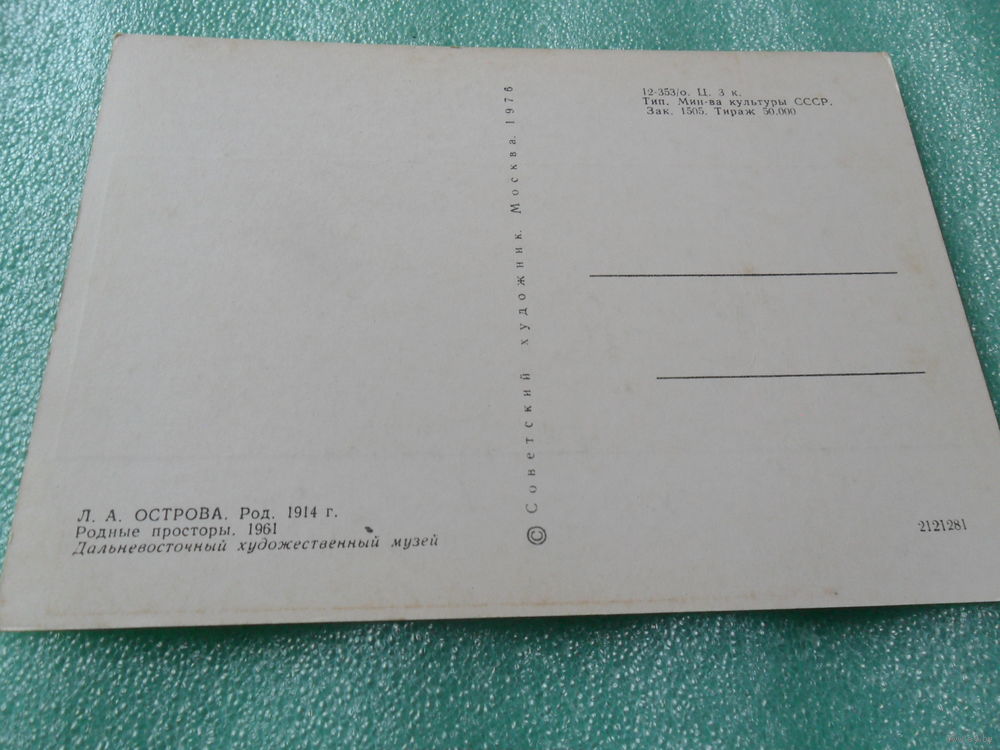 12-353/о. Ц. 3 к.
Тип. Мин-ва культуры СССР.
Зак. 1505. Тираж 50.000
© Советский художник. Москва. 1976
Л. А. ОСТРОВА. Род. 1914 г.
Родные просторы. 1961
Дальневосточный художественный музей
2121281